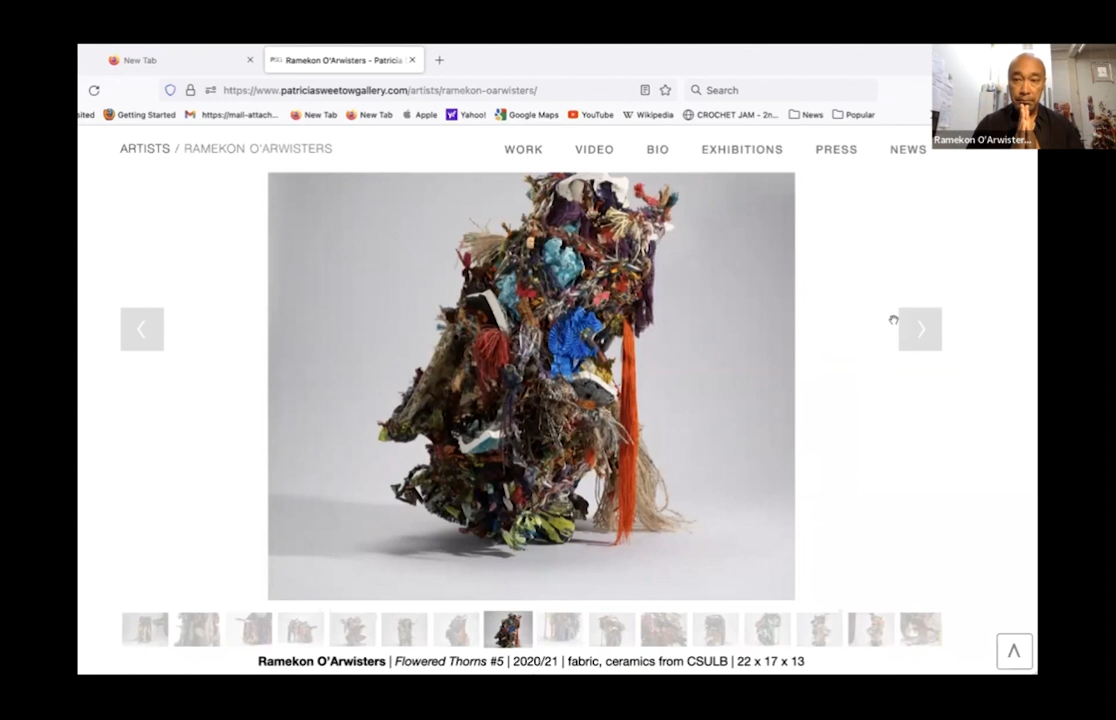 New Tab
Ramekon O'Arwisters - Patricia
https://www.patriciasweetowgallery.com/artists/ramekon-oarwisters/
Search
sited Getting Started https://mail-attach... New Tab New Tab Apple Yahoo! Google Maps YouTube Wikipedia CROCHET JAM - 2n... News Popular
Ramekon O'Arwister...
ARTISTS / RAMEKON O'ARWISTERS WORK VIDEO BIO EXHIBITIONS PRESS NEWS
Ramekon O'Arwisters | Flowered Thorns #5 | 2020/21 | fabric, ceramics from CSULB | 22 x 17 x 13